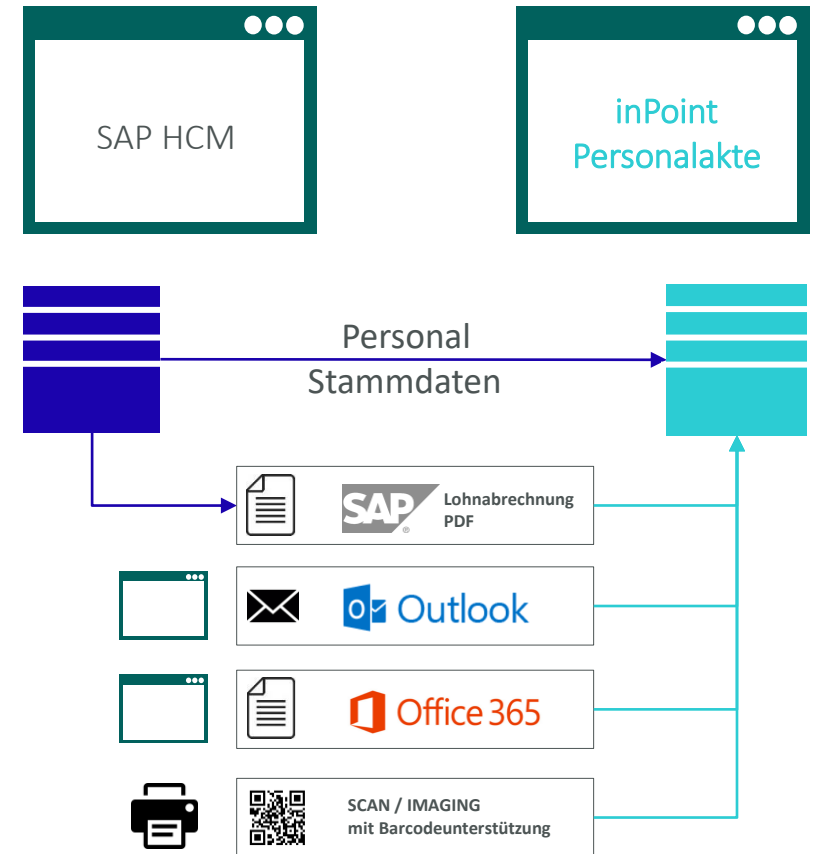 SAP HCM
inPoint
Personalakte
Personal
Stammdaten
SAP ®
Lohnabrechnung
PDF
Outlook
Office 365
SCAN / IMAGING
mit Barcodeunterstützung